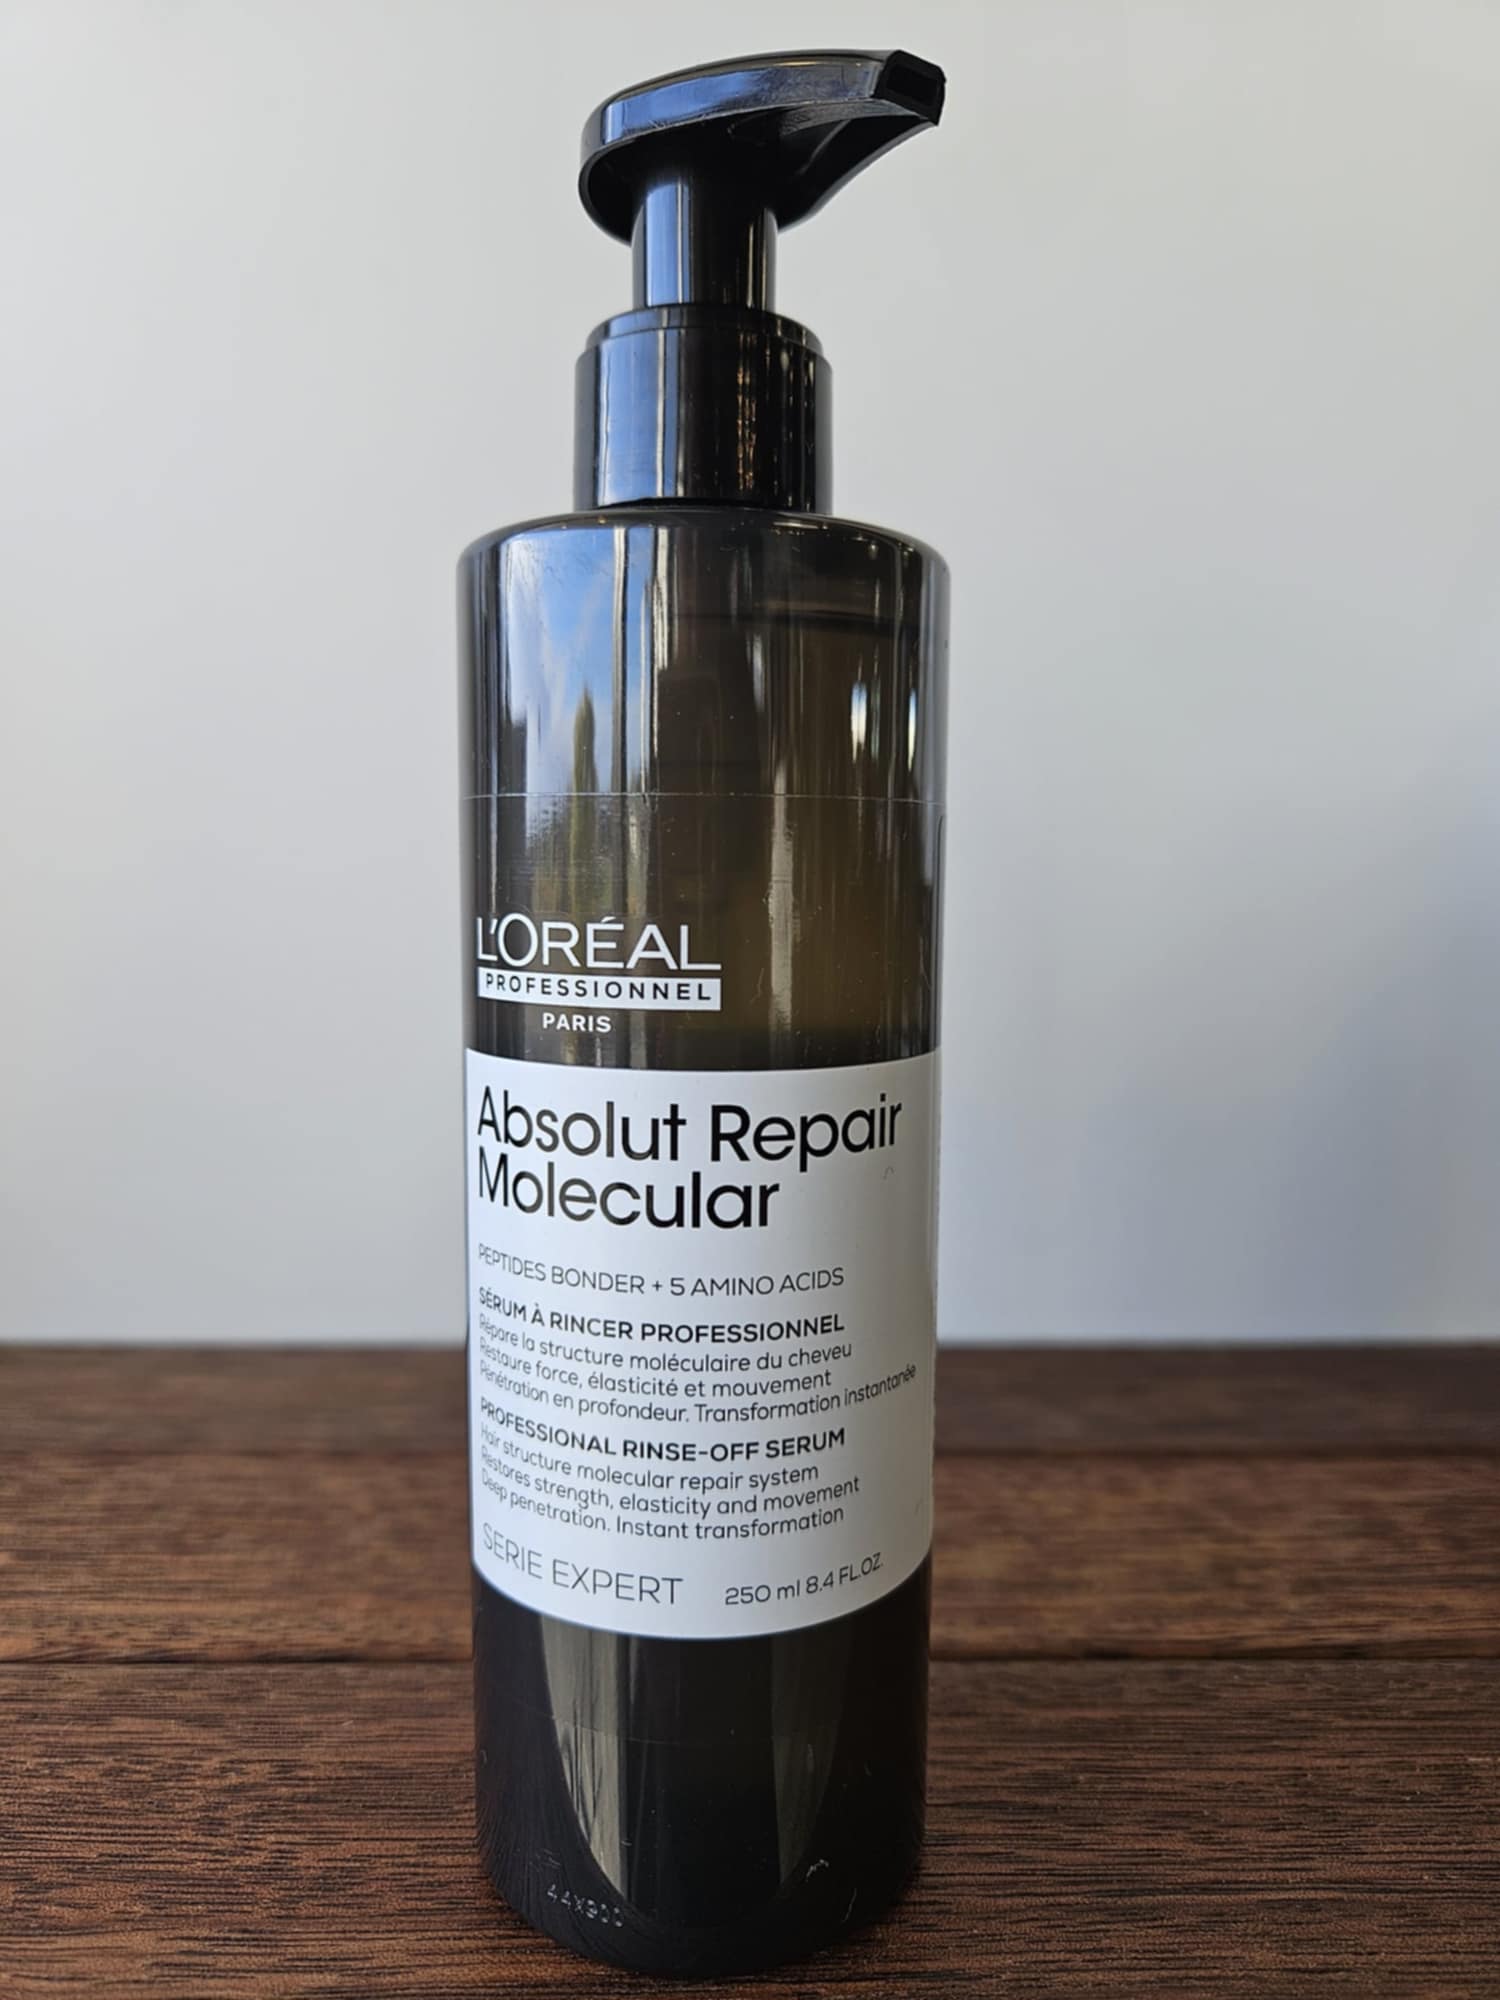 L'ORÉAL
PROFESSIONNEL
PARIS
Absolut Repair
Molecular
PEPTIDES BONDER + 5 AMINO ACIDS
SÉRUM À RINCER PROFESSIONNEL
Répare la structure moléculaire du cheveu
Restaure force, élasticité et mouvement
Pénétration en profondeur. Transformation instantanée
PROFESSIONAL RINSE-OFF SERUM
Hair structure molecular repair system
Restores strength, elasticity and movement
Deep penetration. Instant transformation
SERIE EXPERT 250 ml 8.4 FL.OZ.